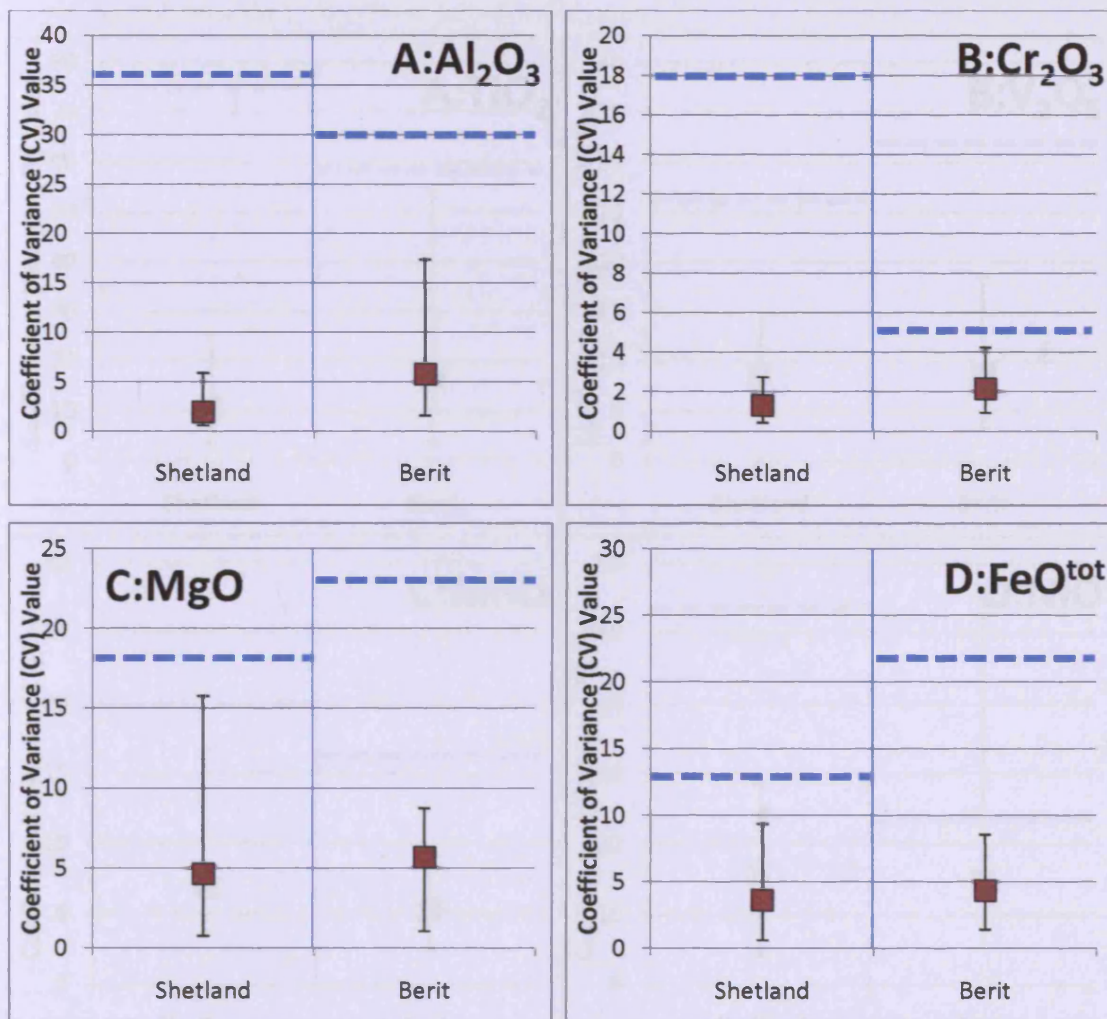 A:Al₂O₃
Coefficient of Variance (CV) Value
40
35
30
25
20
15
10
5
0
Shetland
Berit
B:Cr₂O₃
Coefficient of Variance (CV) Value
20
18
16
14
12
10
8
6
4
2
0
Shetland
Berit
C:MgO
Coefficient of Variance (CV) Value
25
20
15
10
5
0
Shetland
Berit
D:FeOᵗᵒᵗ
Coefficient of Variance (CV) Value
30
25
20
15
10
5
0
Shetland
Berit